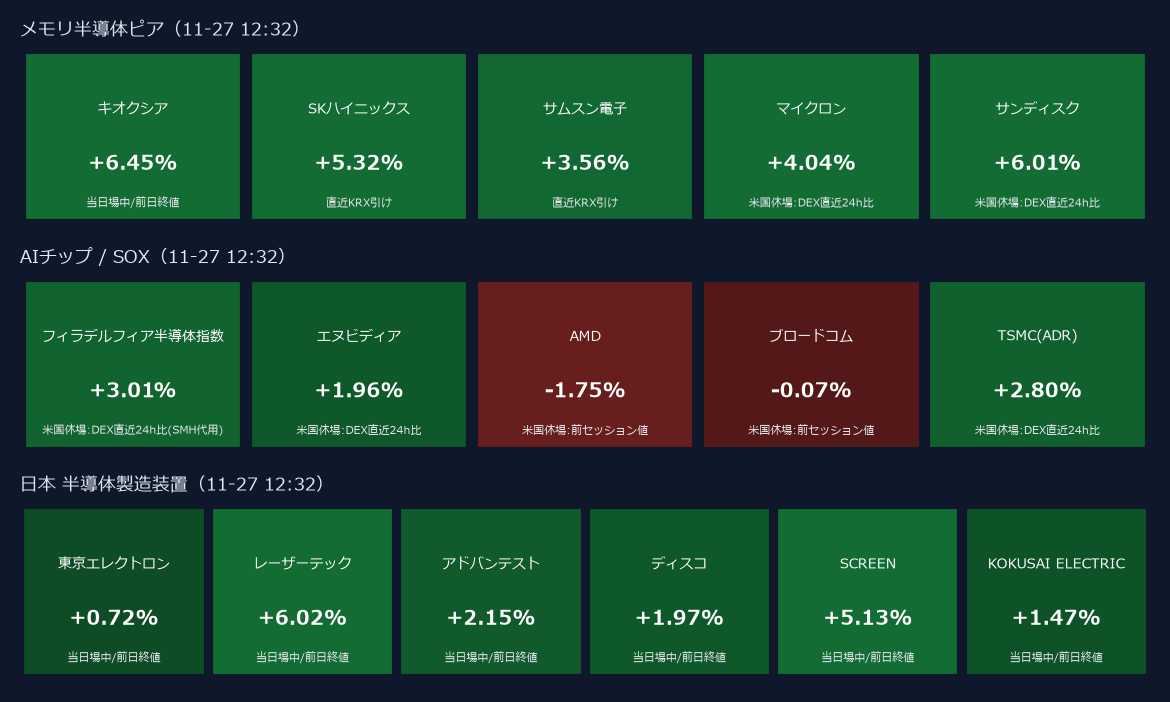 メモリ半導体ピア（11-27 12:32）
キオクシア
+6.45%
当日場中/前日終値
SKハイニックス
+5.32%
直近KRX引け
サムスン電子
+3.56%
直近KRX引け
マイクロン
+4.04%
米国休場:DEX直近24h比
サンディスク
+6.01%
米国休場:DEX直近24h比
AIチップ / SOX（11-27 12:32）
フィラデルフィア半導体指数
+3.01%
米国休場:DEX直近24h比(SMH代用)
エヌビディア
+1.96%
米国休場:DEX直近24h比
AMD
-1.75%
米国休場:前セッション値
ブロードコム
-0.07%
米国休場:前セッション値
TSMC(ADR)
+2.80%
米国休場:DEX直近24h比
日本 半導体製造装置（11-27 12:32）
東京エレクトロン
+0.72%
当日場中/前日終値
レーザーテック
+6.02%
当日場中/前日終値
アドバンテスト
+2.15%
当日場中/前日終値
ディスコ
+1.97%
当日場中/前日終値
SCREEN
+5.13%
当日場中/前日終値
KOKUSAI ELECTRIC
+1.47%
当日場中/前日終値